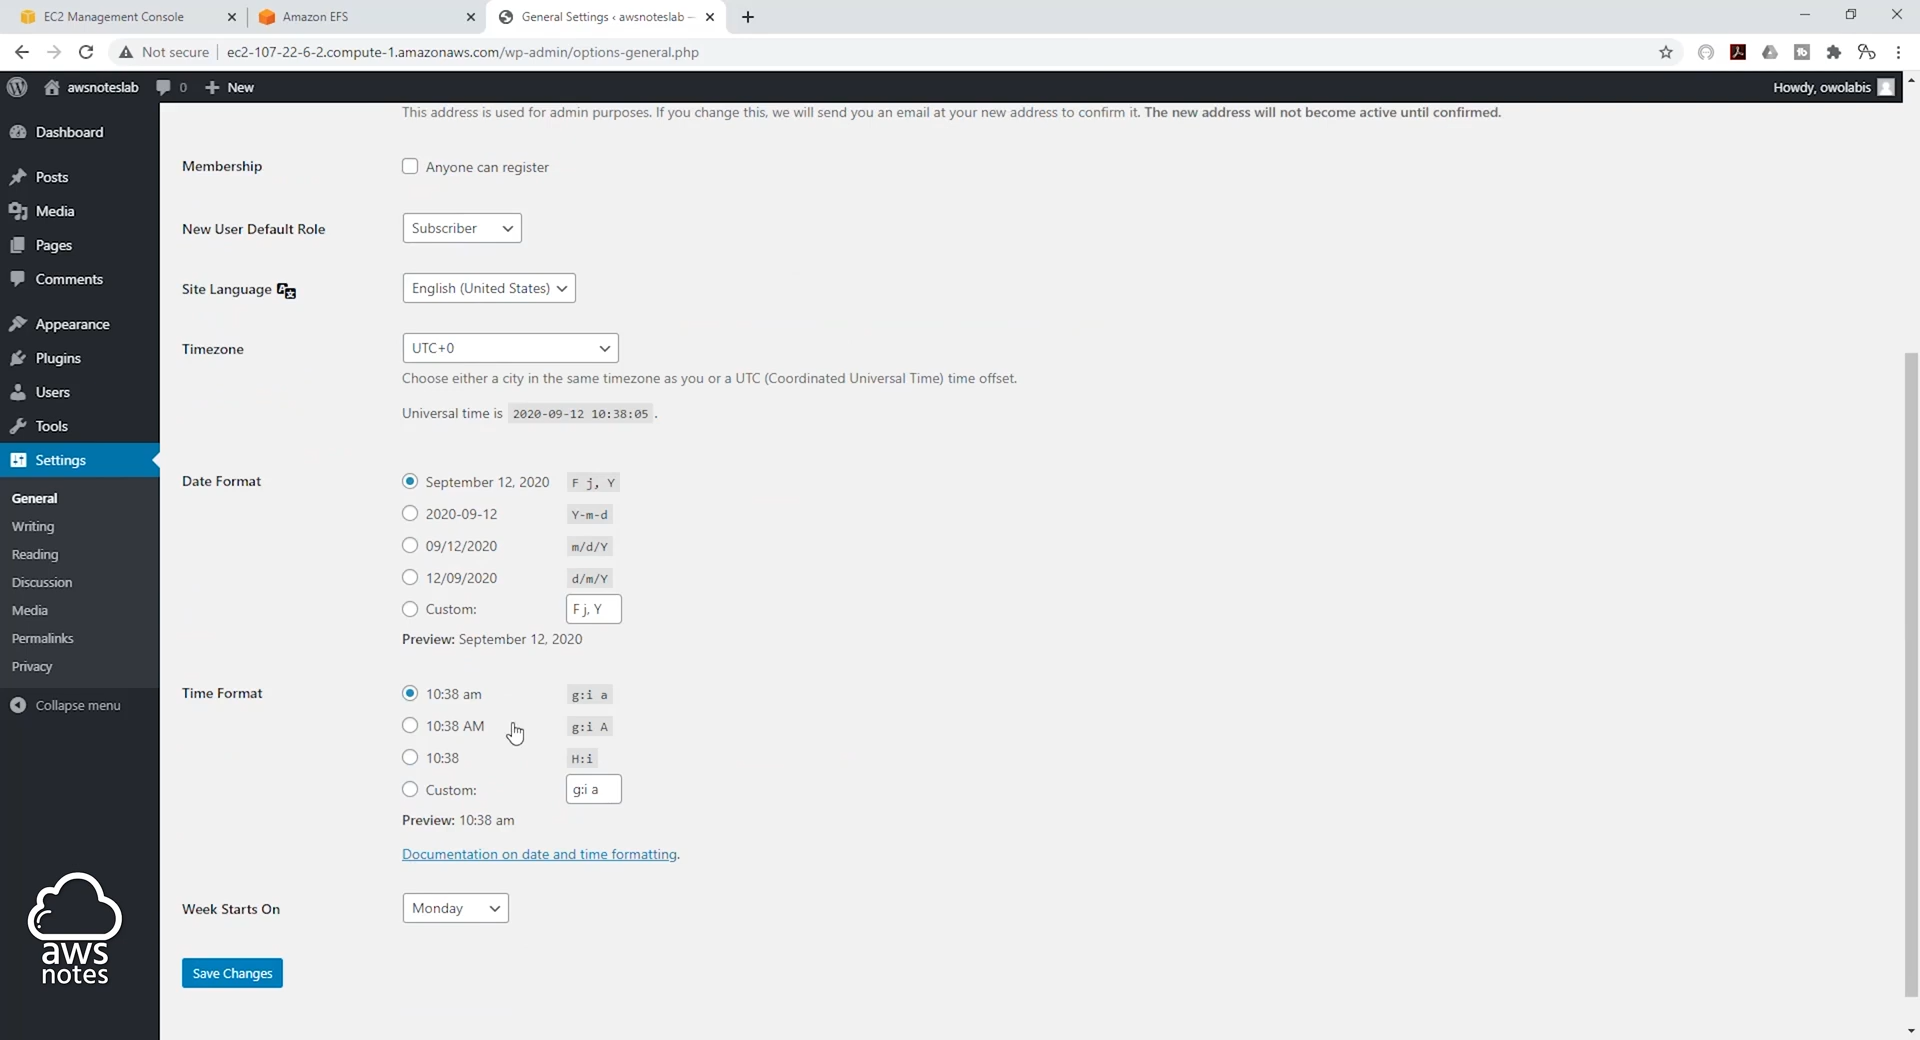 EC2 Management Console
Amazon EFS
General Settings ‹ awsnoteslab —
Not secure
ec2-107-22-6-2.compute-1.amazonaws.com/wp-admin/options-general.php
awsnoteslab
0
New
Howdy, owolabis
Dashboard
Posts
Media
Pages
Comments
Appearance
Plugins
Users
Tools
Settings
General
Writing
Reading
Discussion
Media
Permalinks
Privacy
Collapse menu
aws
notes
This address is used for admin purposes. If you change this, we will send you an email at your new address to confirm it. The new address will not become active until confirmed.
Membership
Anyone can register
New User Default Role
Subscriber
Site Language
English (United States)
Timezone
UTC+0
Choose either a city in the same timezone as you or a UTC (Coordinated Universal Time) time offset.
Universal time is 2020-09-12 10:38:05 .
Date Format
September 12, 2020 F j, Y
2020-09-12 Y-m-d
09/12/2020 m/d/Y
12/09/2020 d/m/Y
Custom: F j, Y
Preview: September 12, 2020
Time Format
10:38 am g:i a
10:38 AM g:i A
10:38 H:i
Custom: g:i a
Preview: 10:38 am
Documentation on date and time formatting.
Week Starts On
Monday
Save Changes